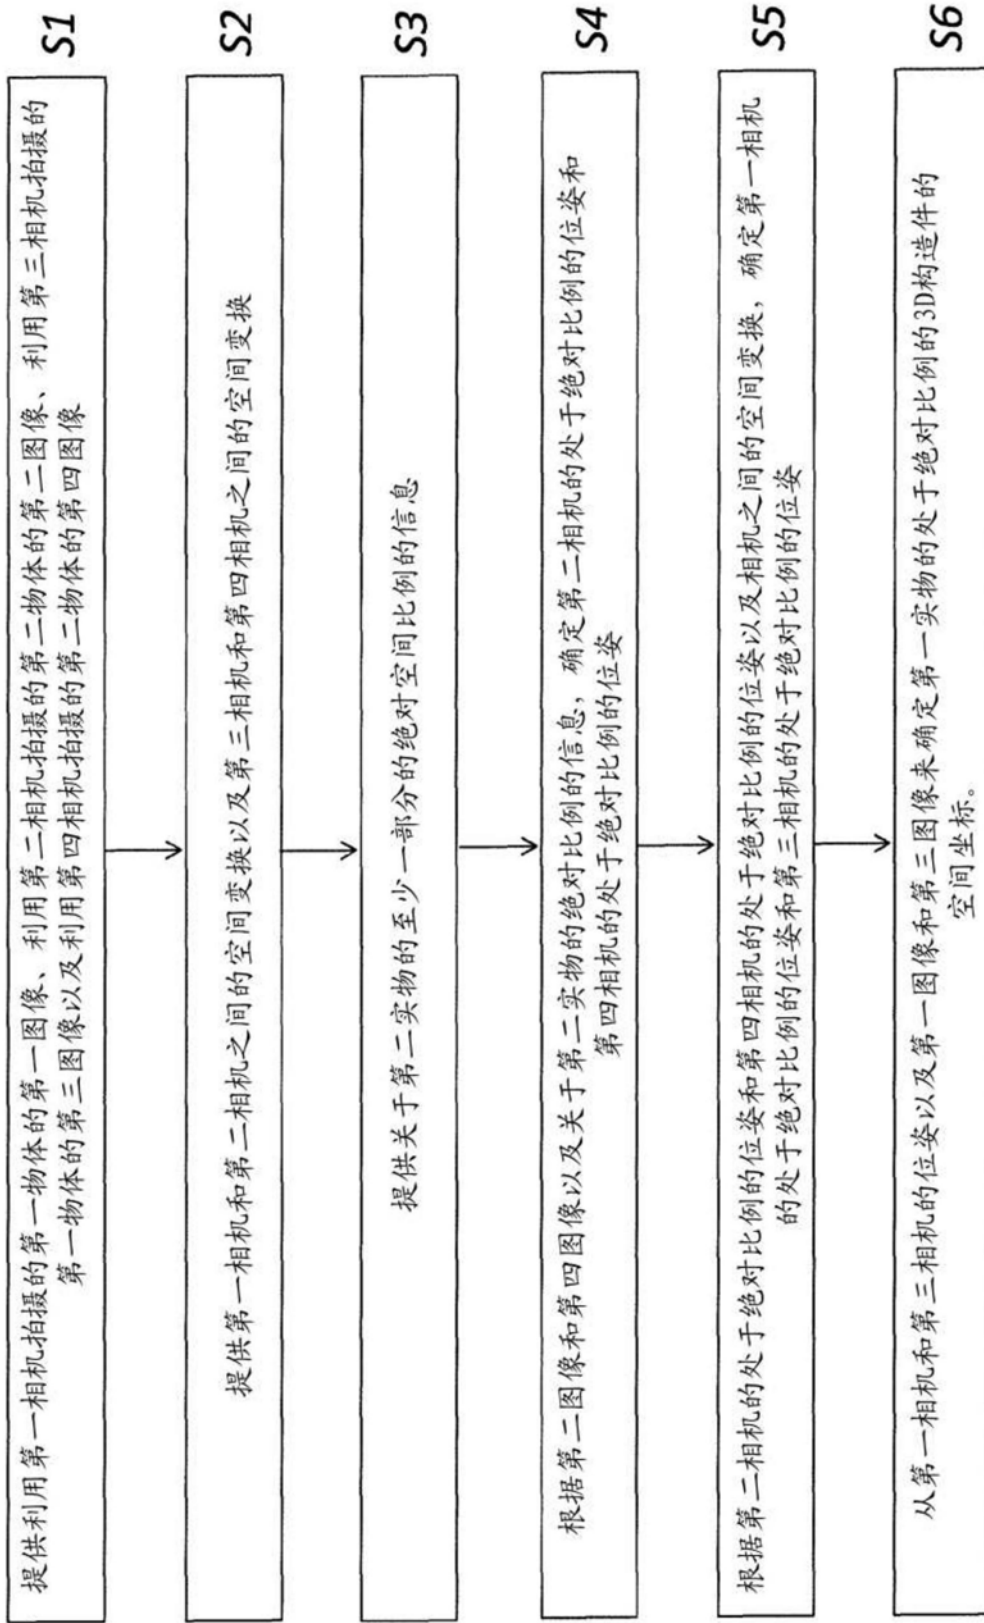 提供利用第一相机拍摄的第一物体的第一图像、利用第二相机拍摄的第二物体的第二图像、利用第三相机拍摄的
第一物体的第三图像以及利用第四相机拍摄的第二物体的第四图像
S1
提供第一相机和第二相机之间的空间变换以及第三相机和第四相机之间的空间变换
S2
提供关于第二实物的至少一部分的绝对空间比例的信息
S3
根据第二图像和第四图像以及关于第二实物的绝对比例的信息，确定第二相机的处于绝对比例的位姿和
第四相机的处于绝对比例的位姿
S4
根据第二相机的处于绝对比例的位姿和第四相机的处于绝对比例的位姿以及相机之间的空间变换，确定第一相机
的处于绝对比例的位姿和第三相机的处于绝对比例的位姿
S5
从第一相机和第三相机的位姿以及第一图像和第三图像来确定第一实物的处于绝对比例的3D构造件的
空间坐标。
S6